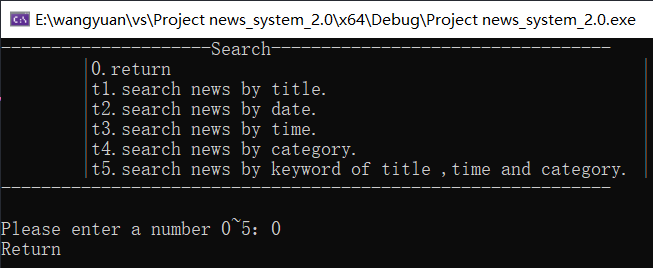 E:\wangyuan\vs\Project news_system_2.0\x64\Debug\Project news_system_2.0.exe
---------------------Search----------------------------------
0.return
t1.search news by title.
t2.search news by date.
t3.search news by time.
t4.search news by category.
t5.search news by keyword of title ,time and category.
-------------------------------------------------------------
Please enter a number 0~5：0
Return